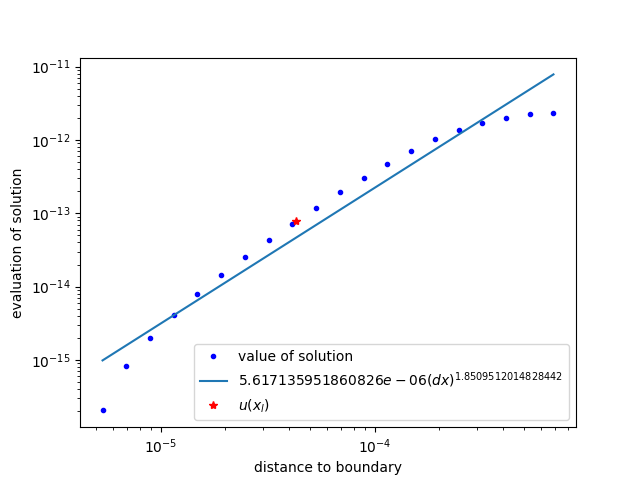 10^{-11}
10^{-12}
10^{-13}
10^{-14}
10^{-15}
evaluation of solution
value of solution
5.617135951860826e − 06(dx)^{1.8509512014828442}
u(x_I)
10^{-5} 10^{-4}
distance to boundary